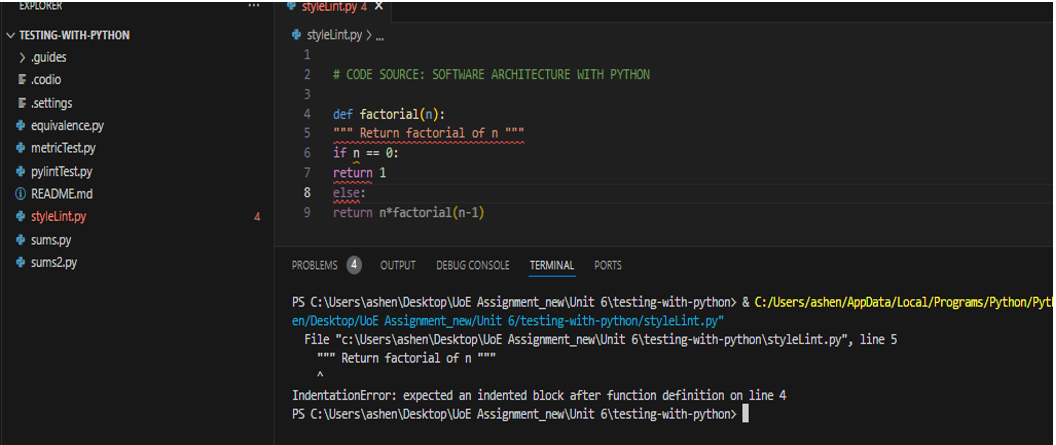 EXPLORER
···
styleLint.py 4 ×
TESTING-WITH-PYTHON
.guides
.codio
.settings
equivalence.py
metricTest.py
pylintTest.py
README.md
styleLint.py 4
sums.py
sums2.py
styleLint.py > ...
1
2 # CODE SOURCE: SOFTWARE ARCHITECTURE WITH PYTHON
3
4 def factorial(n):
5 """ Return factorial of n """
6 if n == 0:
7 return 1
8 else:
9 return n*factorial(n-1)
PROBLEMS 4 OUTPUT DEBUG CONSOLE TERMINAL PORTS
PS C:\Users\ashen\Desktop\UoE Assignment_new\Unit 6\testing-with-python> & C:/Users/ashen/AppData/Local/Programs/Python/Pyt
en/Desktop/UoE Assignment_new/Unit 6/testing-with-python/styleLint.py"
File "c:\Users\ashen\Desktop\UoE Assignment_new\Unit 6\testing-with-python\styleLint.py", line 5
""" Return factorial of n """
^
IndentationError: expected an indented block after function definition on line 4
PS C:\Users\ashen\Desktop\UoE Assignment_new\Unit 6\testing-with-python>